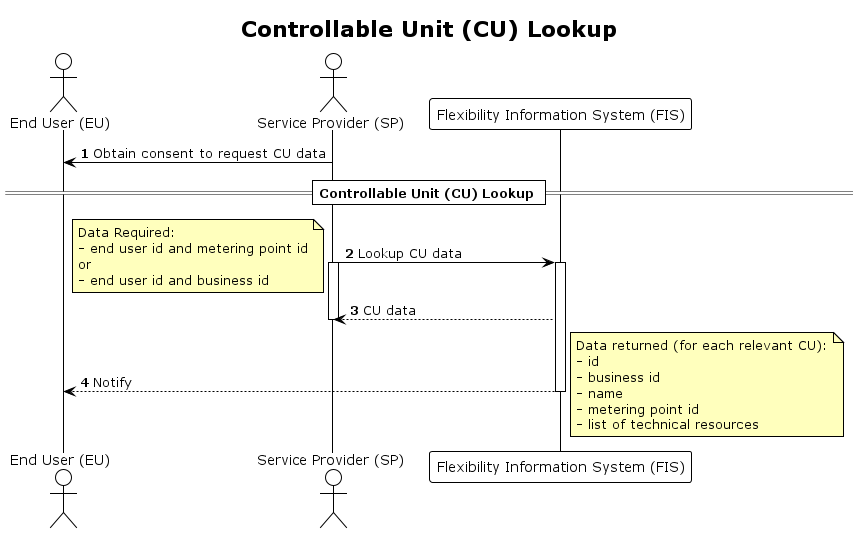 Controllable Unit (CU) Lookup
End User (EU)
Service Provider (SP)
Flexibility Information System (FIS)
1 Obtain consent to request CU data
Controllable Unit (CU) Lookup
Data Required:
- end user id and metering point id
or
- end user id and business id
2 Lookup CU data
3 CU data
Data returned (for each relevant CU):
- id
- business id
- name
- metering point id
- list of technical resources
4 Notify
End User (EU)
Service Provider (SP)
Flexibility Information System (FIS)